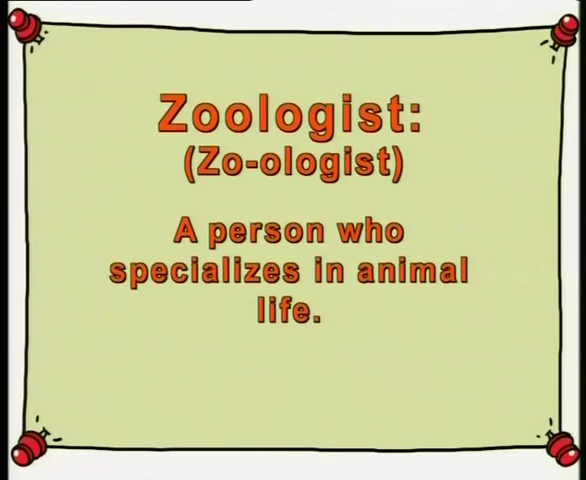 Zoologist:
(Zo-ologist)
A person who
specializes in animal
life.